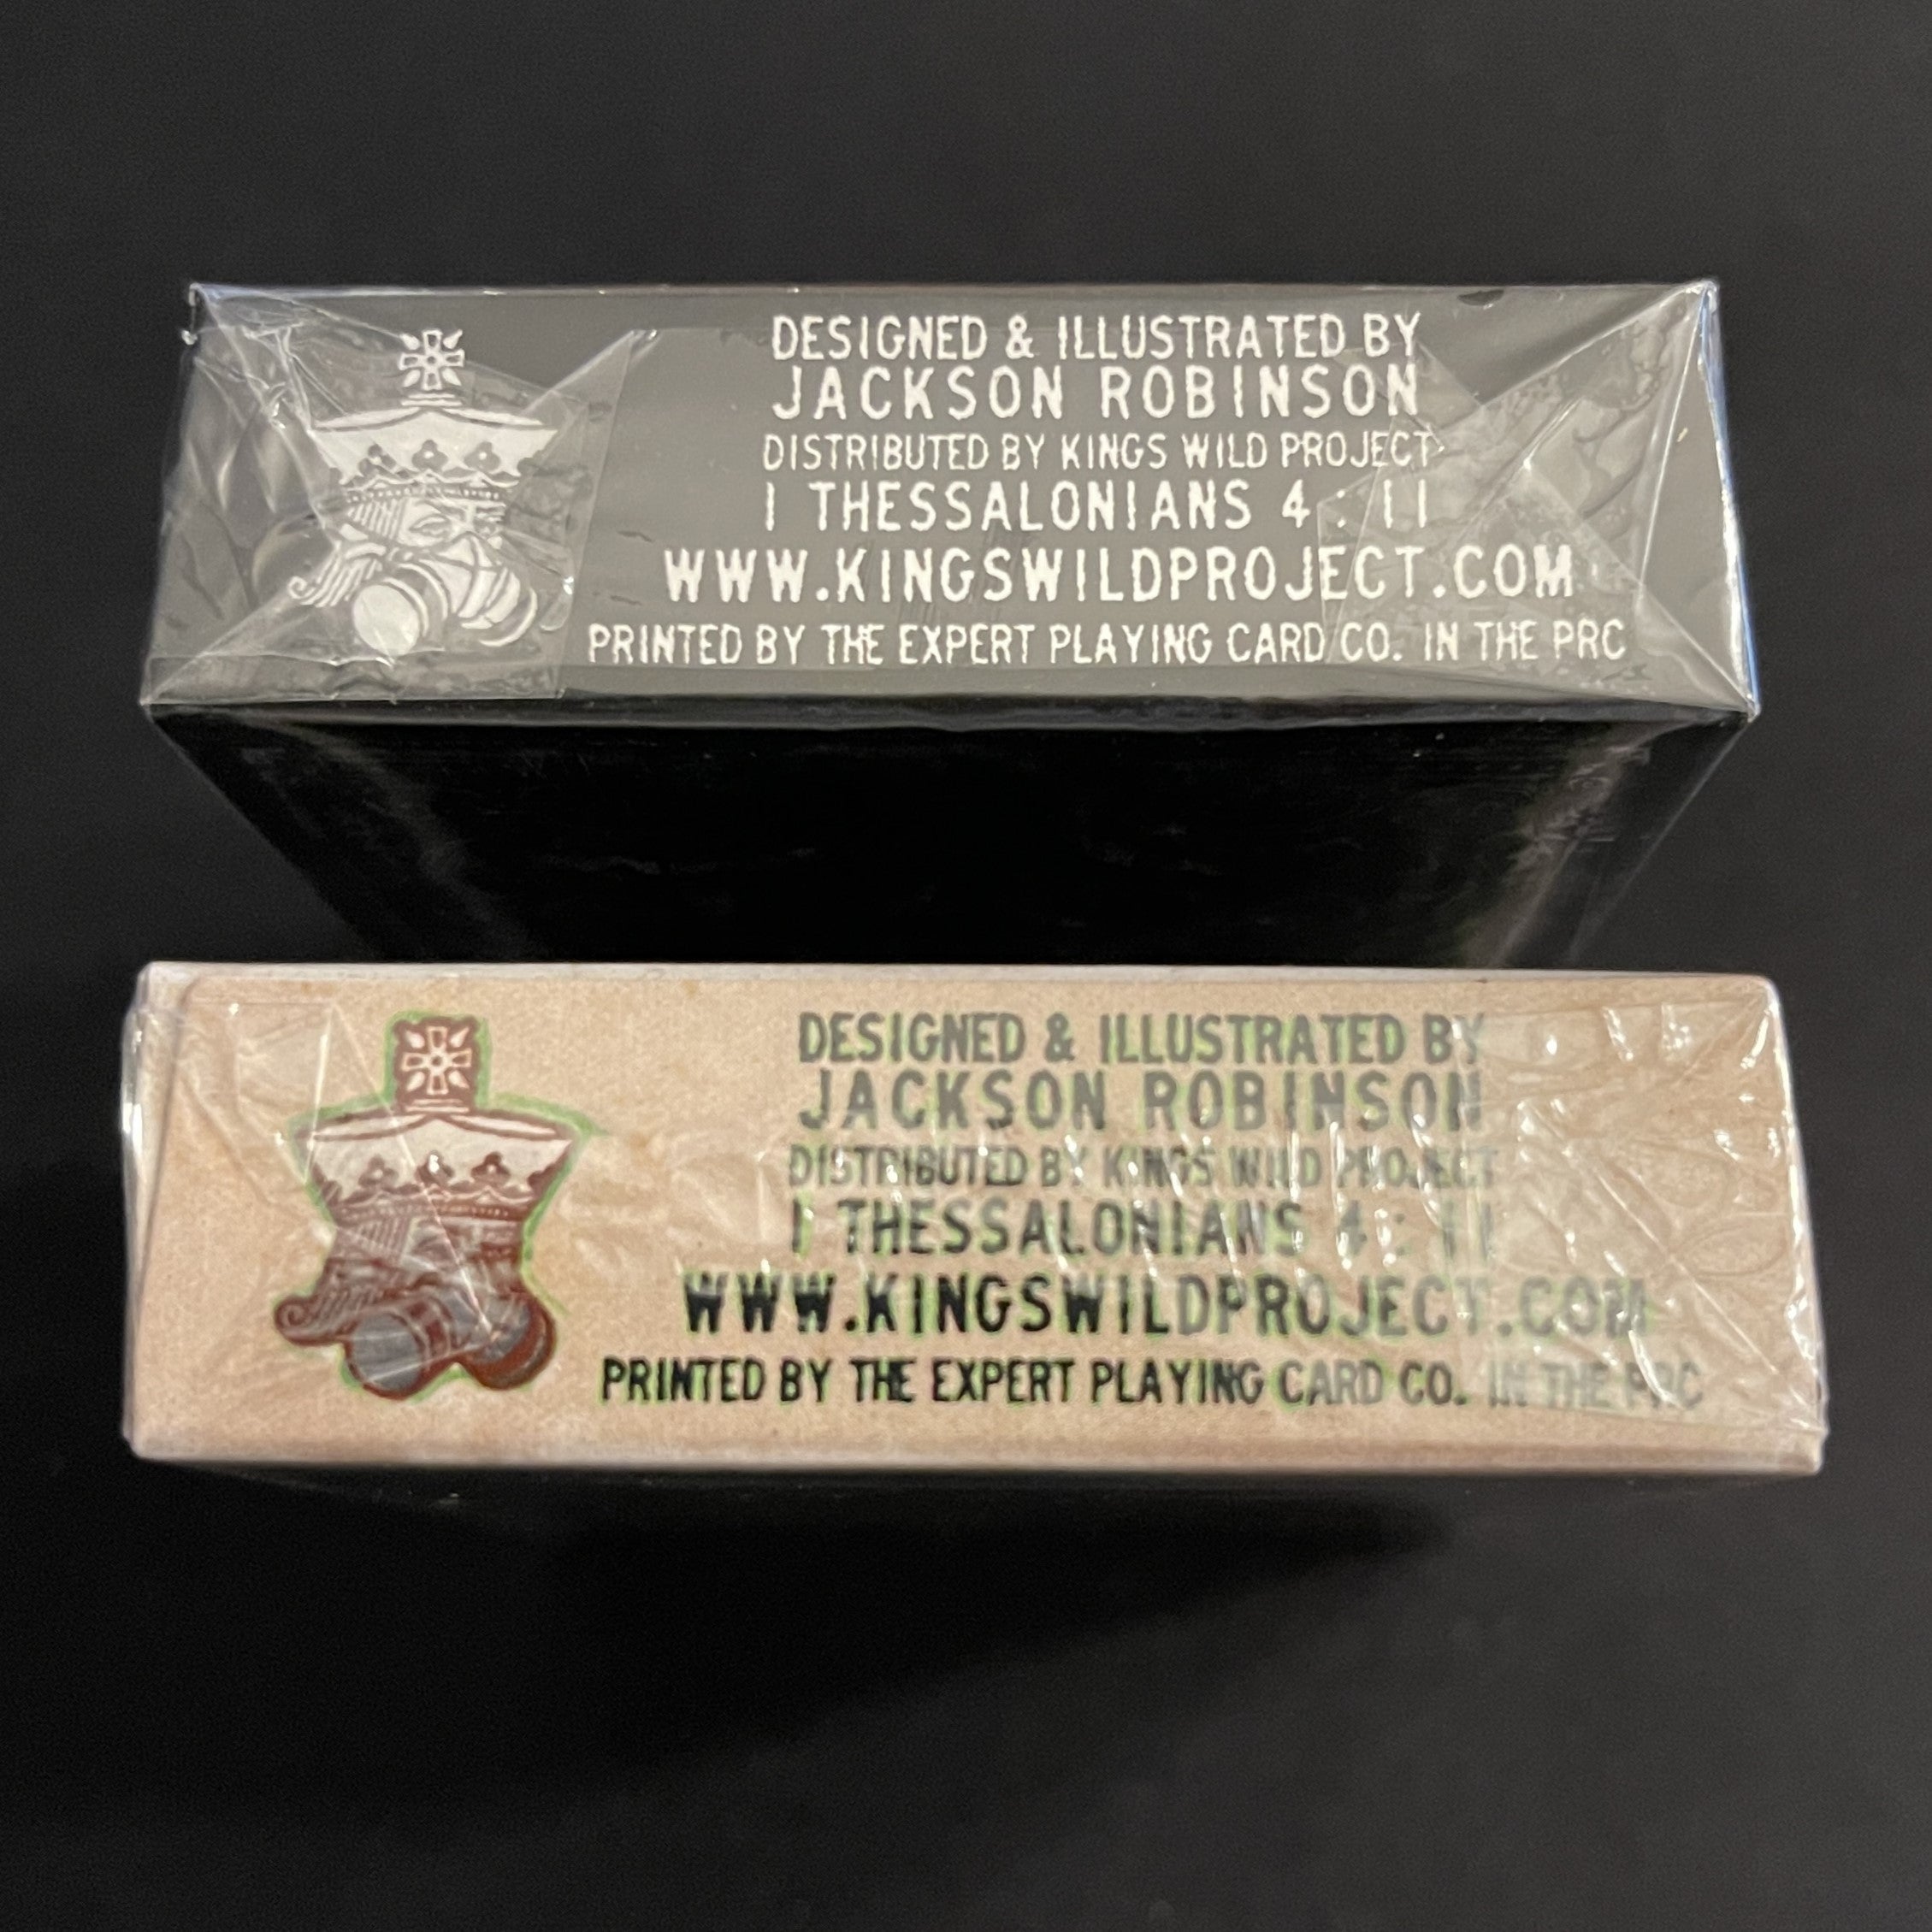 DESIGNED & ILLUSTRATED BY
JACKSON ROBINSON
DISTRIBUTED BY KINGS WILD PROJECT
1 THESSALONIANS 4 : 11
WWW.KINGSWILDPROJECT.COM
PRINTED BY THE EXPERT PLAYING CARD CO. IN THE PRC
DESIGNED & ILLUSTRATED BY
JACKSON ROBINSON
DISTRIBUTED BY KINGS WILD PROJECT
1 THESSALONIANS 4 : 11
WWW.KINGSWILDPROJECT.COM
PRINTED BY THE EXPERT PLAYING CARD CO. IN THE PRC